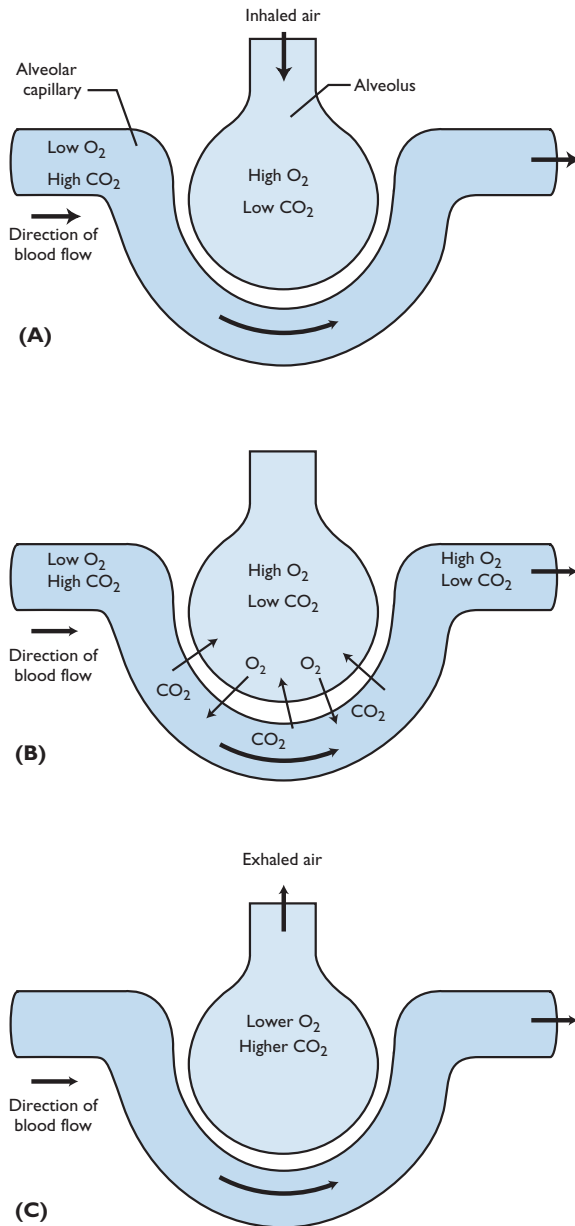 Inhaled air
Alveolar
capillary
Alveolus
Low O₂
High CO₂
High O₂
Low CO₂
Direction of
blood flow
(A)
Low O₂
High CO₂
High O₂
Low CO₂
High O₂
Low CO₂
Direction of
blood flow
O₂
O₂
CO₂
CO₂
CO₂
(B)
Exhaled air
Lower O₂
Higher CO₂
Direction of
blood flow
(C)